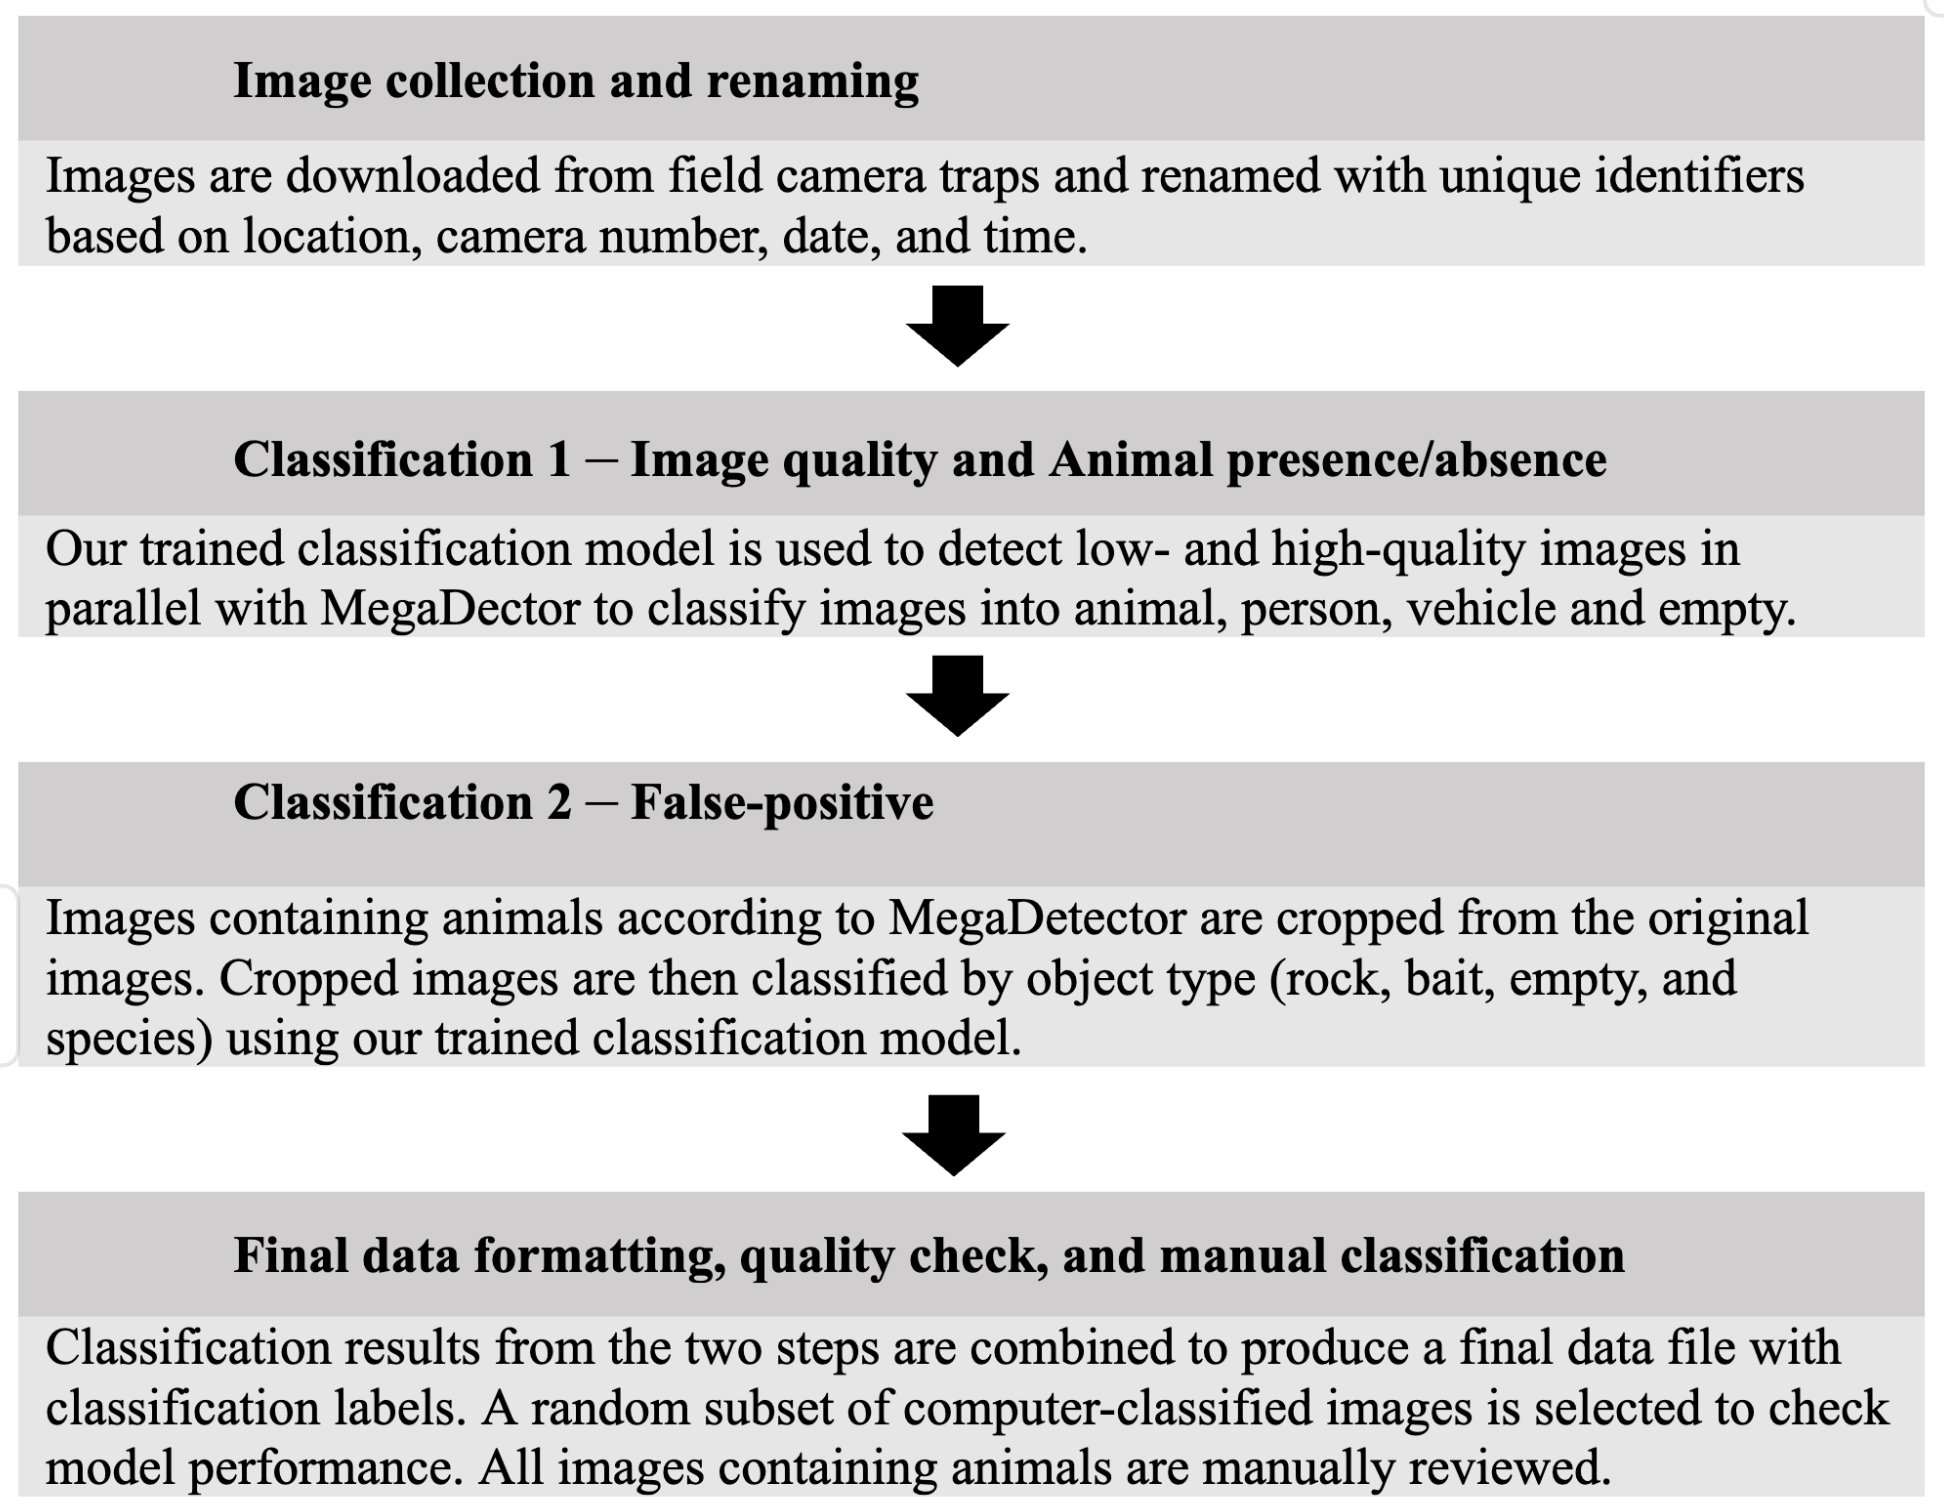 Image collection and renaming
Images are downloaded from field camera traps and renamed with unique identifiers
based on location, camera number, date, and time.
Classification 1 – Image quality and Animal presence/absence
Our trained classification model is used to detect low- and high-quality images in
parallel with MegaDector to classify images into animal, person, vehicle and empty.
Classification 2 – False-positive
Images containing animals according to MegaDetector are cropped from the original
images. Cropped images are then classified by object type (rock, bait, empty, and
species) using our trained classification model.
Final data formatting, quality check, and manual classification
Classification results from the two steps are combined to produce a final data file with
classification labels. A random subset of computer-classified images is selected to check
model performance. All images containing animals are manually reviewed.